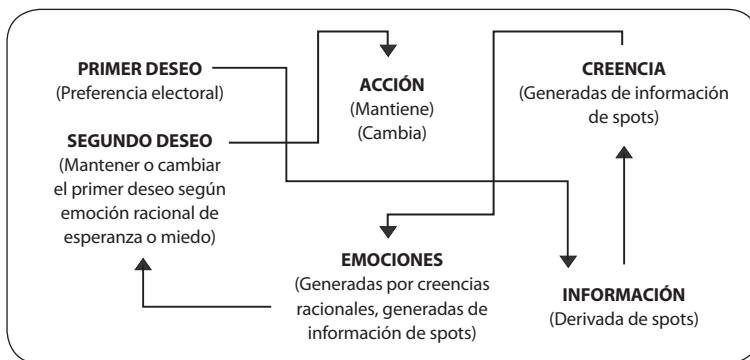 PRIMER DESEO
(Preferencia electoral)
SEGUNDO DESEO
(Mantener o cambiar
el primer deseo según
emoción racional de
esperanza o miedo)
ACCIÓN
(Mantiene)
(Cambia)
CREENCIA
(Generadas de información
de spots)
EMOCIONES
(Generadas por creencias
racionales, generadas de
información de spots)
INFORMACIÓN
(Derivada de spots)